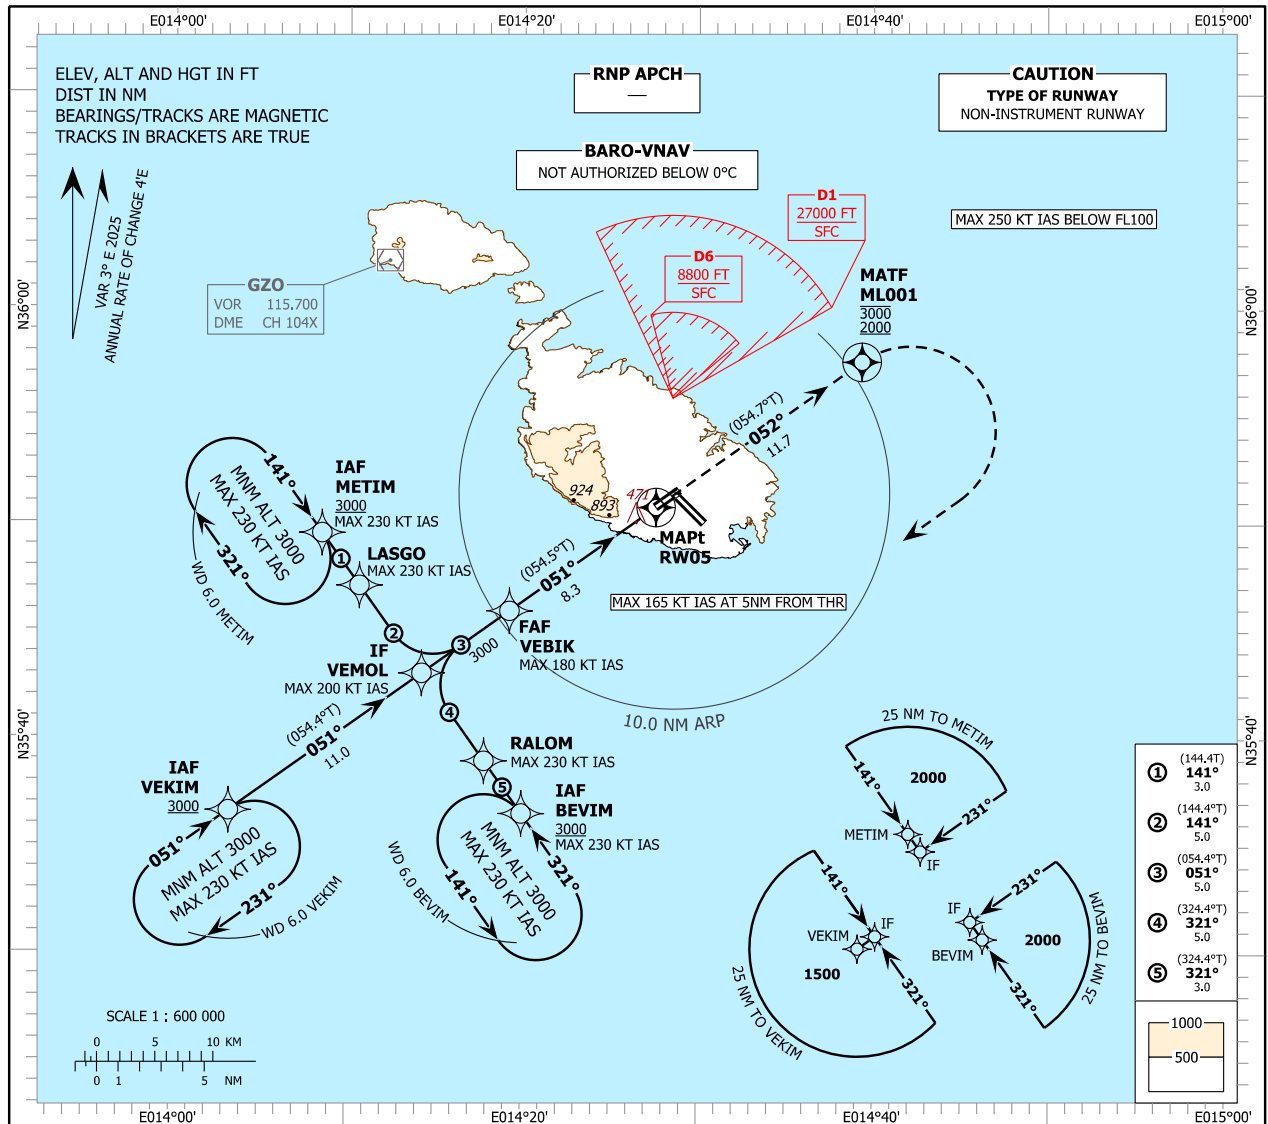 E014°00'
E014°20'
E014°40'
E015°00'
ELEV, ALT AND HGT IN FT
DIST IN NM
BEARINGS/TRACKS ARE MAGNETIC
TRACKS IN BRACKETS ARE TRUE
RNP APCH
—
CAUTION
TYPE OF RUNWAY
NON-INSTRUMENT RUNWAY
BARO-VNAV
NOT AUTHORIZED BELOW 0°C
MAX 250 KT IAS BELOW FL100
VAR 3° E 2025
ANNUAL RATE OF CHANGE 4'E
D1
27000 FT
SFC
D6
8800 FT
SFC
GZO
VOR 115.700
DME CH 104X
N36°00'
N36°00'
MATF
ML001
3000
2000
(054.7°T)
052°
11.7
141°
MNM ALT 3000
MAX 230 KT IAS
321°
WD 6.0 METIM
IAF
METIM
3000
MAX 230 KT IAS
1
LASGO
MAX 230 KT IAS
924
893
471
MAPt
RW05
(054.5°T)
051°
8.3
MAX 165 KT IAS AT 5NM FROM THR
2
3
3000
FAF
VEBIK
MAX 180 KT IAS
IF
VEMOL
MAX 200 KT IAS
4
10.0 NM ARP
(054.4°T)
051°
11.0
RALOM
MAX 230 KT IAS
5
IAF
BEVIM
3000
MAX 230 KT IAS
IAF
VEKIM
3000
051°
MNM ALT 3000
MAX 230 KT IAS
231°
WD 6.0 VEKIM
WD 6.0 BEVIM
141°
MNM ALT 3000
MAX 230 KT IAS
321°
N35°40'
N35°40'
25 NM TO METIM
141°
2000
231°
METIM
IF
141°
VEKIM
IF
1500
321°
25 NM TO VEKIM
231°
IF
BEVIM
2000
321°
25 NM TO BEVIM
1
(144.4T)
141°
3.0
2
(144.4°T)
141°
5.0
3
(054.4°T)
051°
5.0
4
(324.4°T)
321°
5.0
5
(324.4°T)
321°
3.0
1000
500
SCALE 1 : 600 000
0 5 10 KM
0 1 5 NM
E014°00'
E014°20'
E014°40'
E015°00'